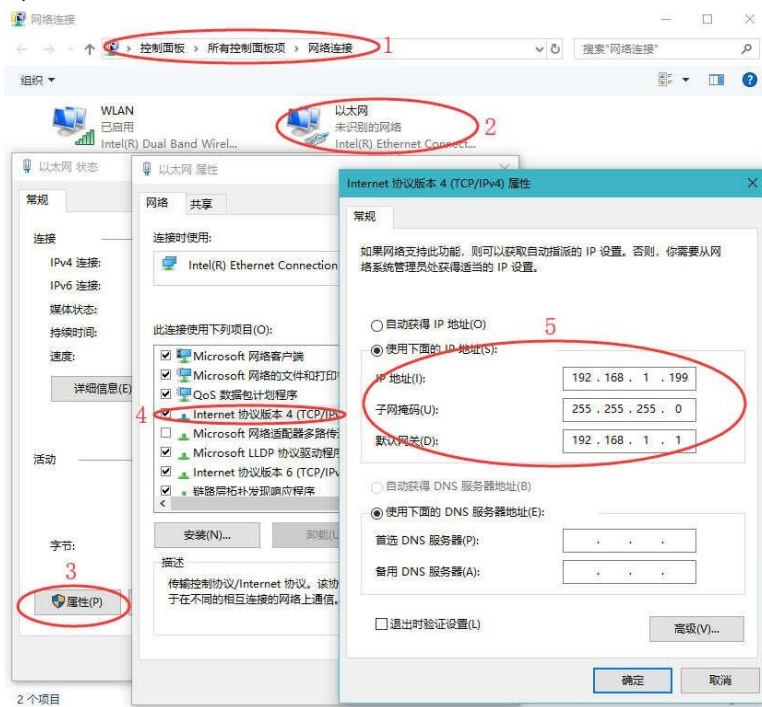 网络连接
控制面板 › 所有控制面板项 › 网络连接
1
搜索"网络连接"
组织
WLAN
已启用
Intel(R) Dual Band Wirel...
以太网
未识别的网络
Intel(R) Ethernet Connect...
2
以太网 状态
常规
连接
IPv4 连接:
IPv6 连接:
媒体状态:
持续时间:
速度:
详细信息(E)
活动
字节:
3
属性(P)
2 个项目
以太网 属性
网络
共享
连接时使用:
Intel(R) Ethernet Connection
此连接使用下列项目(O):
Microsoft 网络客户端
Microsoft 网络的文件和打印
QoS 数据包计划程序
4
Internet 协议版本 4 (TCP/IPv
Microsoft 网络适配器多路传
Microsoft LLDP 协议驱动程序
Internet 协议版本 6 (TCP/IPv
链路层拓扑发现响应程序
安装(N)...
卸载(U
描述
传输控制协议/Internet 协议。该协
于在不同的相互连接的网络上通信。
Internet 协议版本 4 (TCP/IPv4) 属性
常规
如果网络支持此功能，则可以获取自动指派的 IP 设置。否则，你需要从网
络系统管理员处获得适当的 IP 设置。
自动获得 IP 地址(O)
5
使用下面的 IP 地址(S):
IP 地址(I):
192 . 168 . 1 . 199
子网掩码(U):
255 . 255 . 255 . 0
默认网关(D):
192 . 168 . 1 . 1
自动获得 DNS 服务器地址(B)
使用下面的 DNS 服务器地址(E):
首选 DNS 服务器(P):
. . .
备用 DNS 服务器(A):
. . .
退出时验证设置(L)
高级(V)...
确定
取消